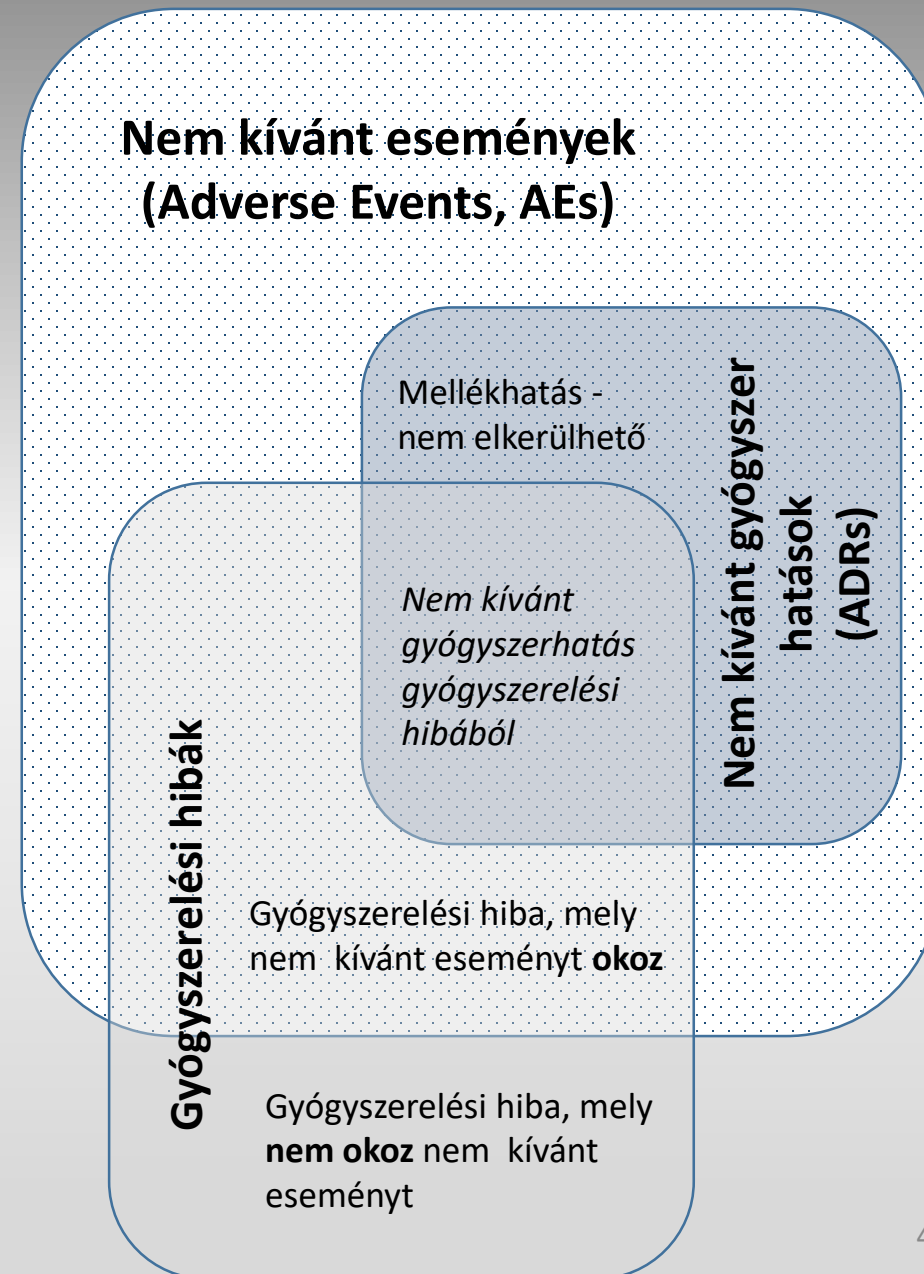 Nem kívánt események
(Adverse Events, AEs)
Mellékhatás -
nem elkerülhető
Nem kívánt gyógyszer
hatások
(ADRs)
Nem kívánt
gyógyszerhatás
gyógyszerelési
hibából
Gyógyszerelési hibák
Gyógyszerelési hiba, mely
nem kívánt eseményt okoz
Gyógyszerelési hiba, mely
nem okoz nem kívánt
eseményt